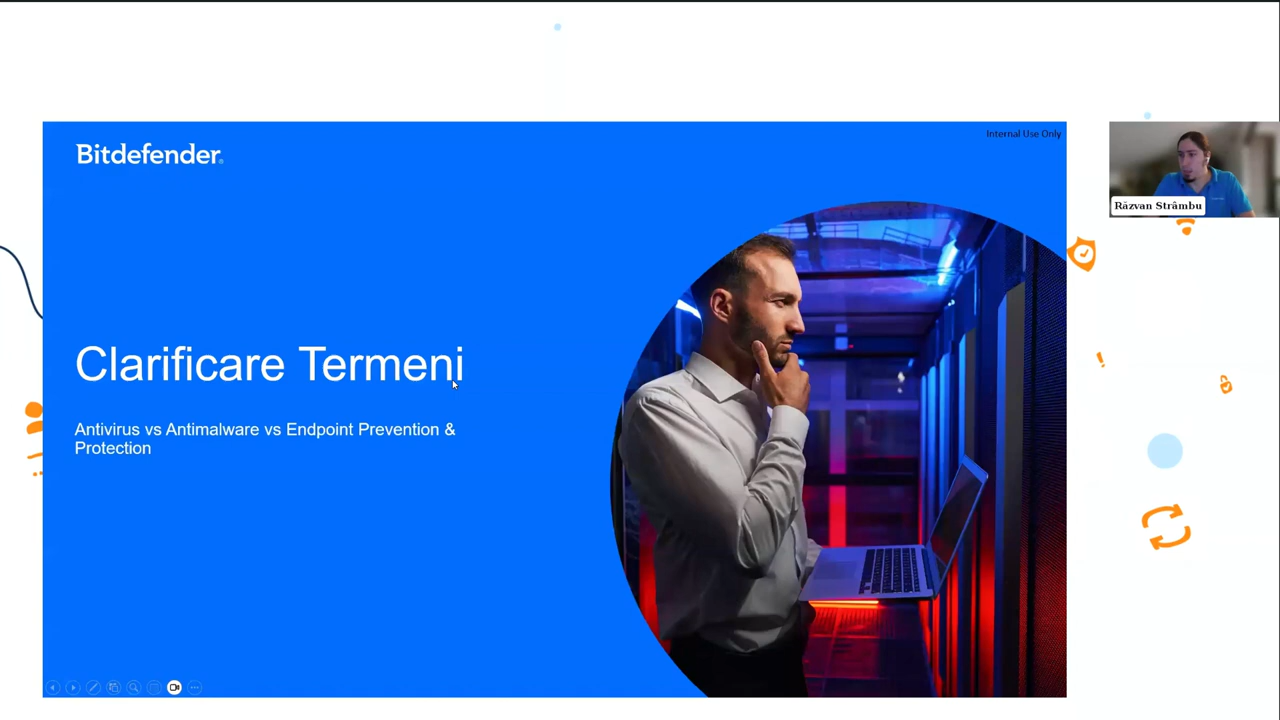 Internal Use Only
Bitdefender
Răzvan Strâmbu
Clarificare Termeni
Antivirus vs Antimalware vs Endpoint Prevention &
Protection